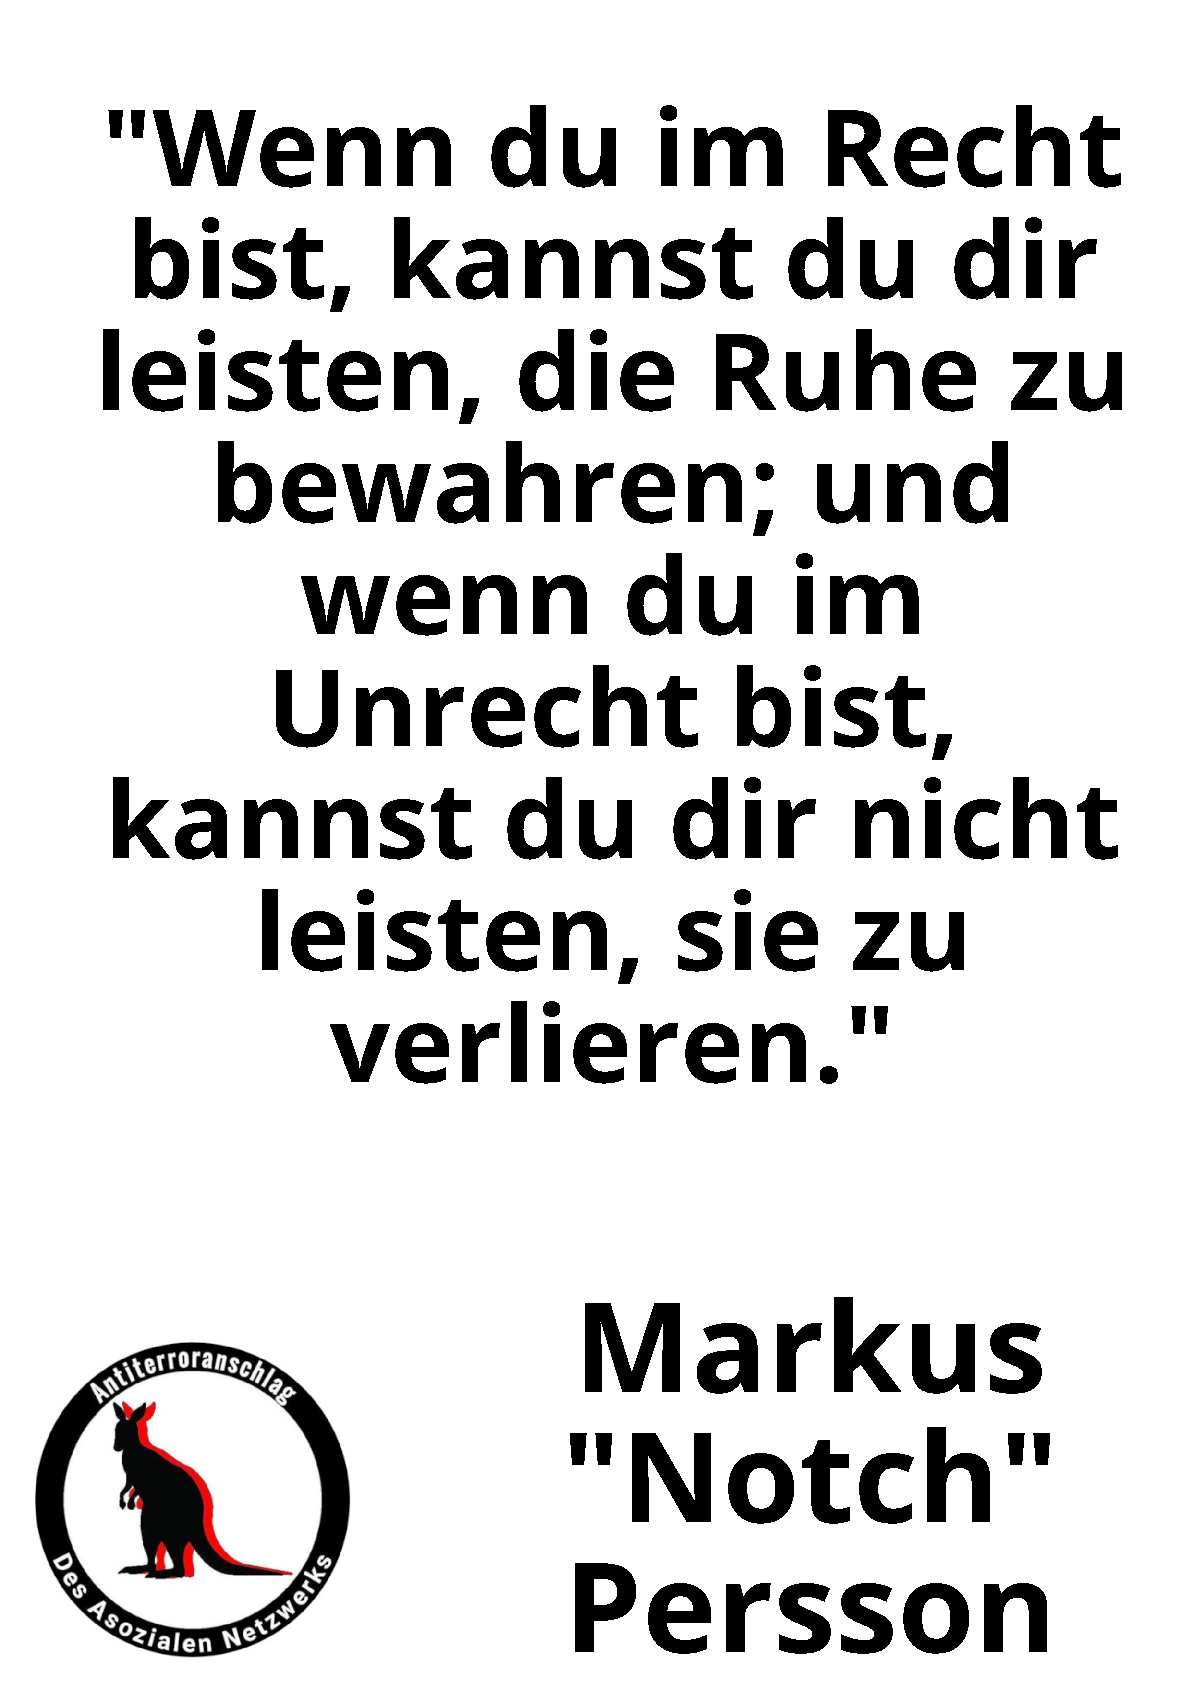 "Wenn du im Recht
bist, kannst du dir
leisten, die Ruhe zu
bewahren; und
wenn du im
Unrecht bist,
kannst du dir nicht
leisten, sie zu
verlieren."
Markus
"Notch"
Persson
Antiterroranschlag
Des Asozialen Netzwerks